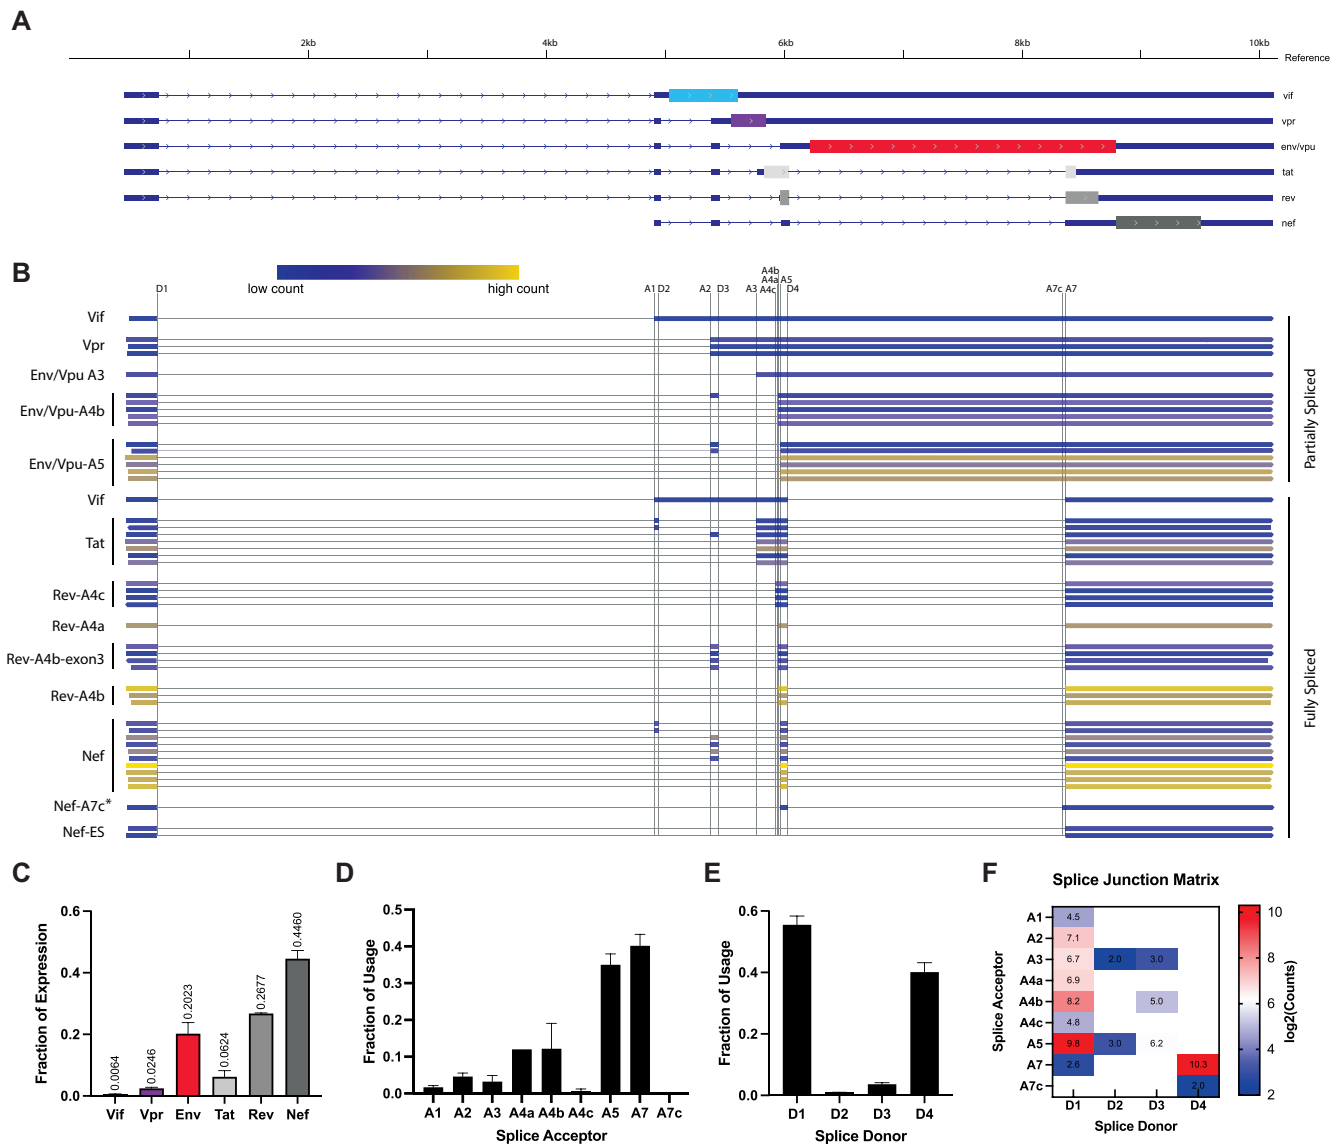 A
2kb
4kb
6kb
8kb
10kb
Reference
vif
vpr
env/vpu
tat
rev
nef
B
low count
high count
D1
A1 D2
A2 D3
A3
A4c
A4a
A4b
A5
D4
A7c A7
Vif
Vpr
Env/Vpu A3
Env/Vpu-A4b
Env/Vpu-A5
Partially Spliced
Vif
Tat
Rev-A4c
Rev-A4a
Rev-A4b-exon3
Rev-A4b
Nef
Nef-A7c*
Nef-ES
Fully Spliced
C
Fraction of Expression
0.6
0.4
0.2
0.0
0.0064
0.0246
0.2023
0.0624
0.2677
0.4460
Vif Vpr Env Tat Rev Nef
D
Fraction of Usage
0.5
0.4
0.3
0.2
0.1
0.0
A1 A2 A3 A4a A4b A4c A5 A7 A7c
Splice Acceptor
E
Fraction of Usage
0.6
0.4
0.2
0.0
D1 D2 D3 D4
Splice Donor
F
Splice Junction Matrix
Splice Acceptor
A1 4.5
A2 7.1
A3 6.7 2.0 3.0
A4a 6.9
A4b 8.2 5.0
A4c 4.8
A5 9.8 3.0 6.2
A7 2.6 10.3
A7c 2.0
D1 D2 D3 D4
Splice Donor
10
8
6
4
2
log2(Counts)